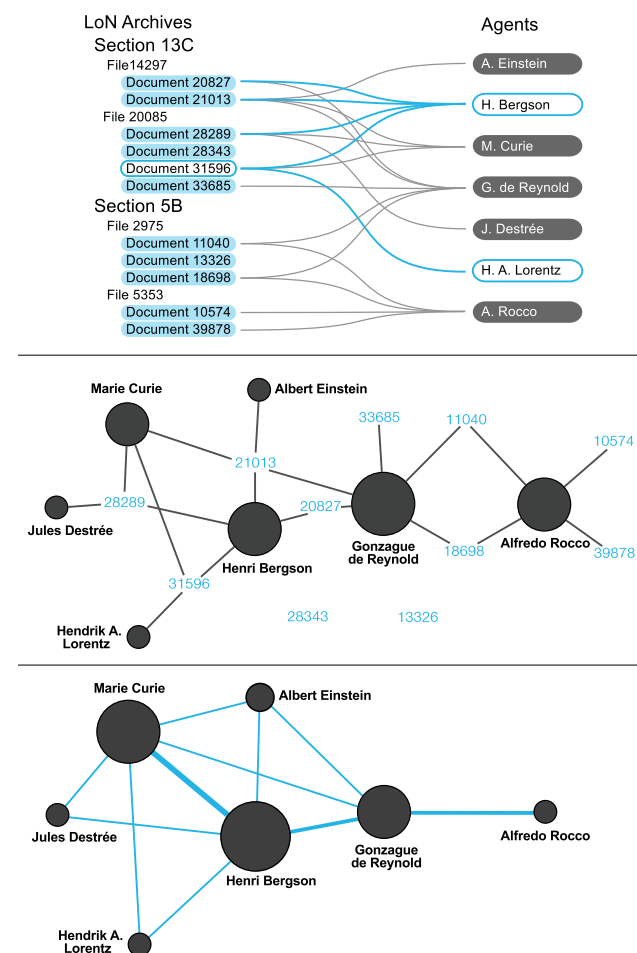 LoN Archives
Agents
Section 13C
File14297
Document 20827
Document 21013
File 20085
Document 28289
Document 28343
Document 31596
Document 33685
Section 5B
File 2975
Document 11040
Document 13326
Document 18698
File 5353
Document 10574
Document 39878
A. Einstein
H. Bergson
M. Curie
G. de Reynold
J. Destrée
H. A. Lorentz
A. Rocco
Marie Curie
Albert Einstein
33685
11040
10574
21013
28289
20827
Jules Destrée
Henri Bergson
Gonzague
de Reynold
Alfredo Rocco
18698
39878
31596
28343
13326
Hendrik A.
Lorentz
Marie Curie
Albert Einstein
Jules Destrée
Henri Bergson
Gonzague
de Reynold
Alfredo Rocco
Hendrik A.
Lorentz